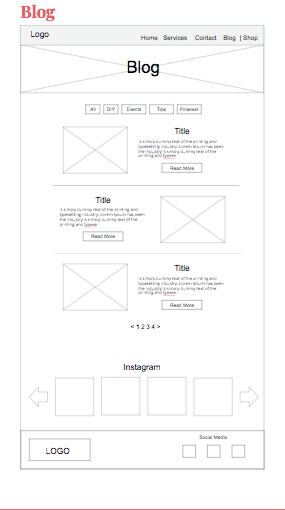 Blog
Logo
Home Services Contact Blog | Shop
Blog
All DIY Events Tips Pinterest
Title
is simply dummy text of the printing and
typesetting industry. Lorem Ipsum has been
the industry's simply dummy text of the
printing and typese
Read More
Title
is simply dummy text of the printing and
typesetting industry. Lorem Ipsum has been
the industry's simply dummy text of the
printing and typese
Read More
Title
is simply dummy text of the printing and
typesetting industry. Lorem Ipsum has been
the industry's simply dummy text of the
printing and typese
Read More
< 1 2 3 4 >
Instagram
Social Media
LOGO